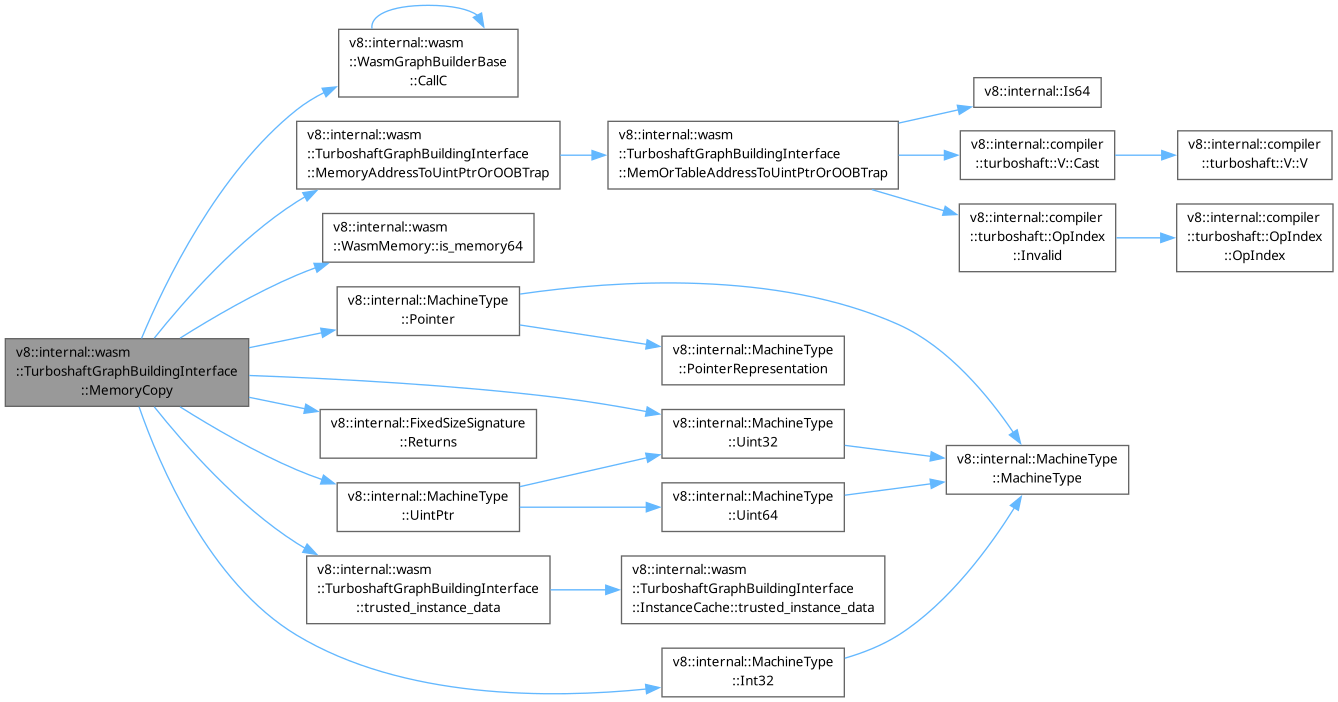 v8::internal::wasm
::WasmGraphBuilderBase
::CallC
v8::internal::Is64
v8::internal::wasm
::TurboshaftGraphBuildingInterface
::MemoryAddressToUintPtrOrOOBTrap
v8::internal::wasm
::TurboshaftGraphBuildingInterface
::MemOrTableAddressToUintPtrOrOOBTrap
v8::internal::compiler
::turboshaft::V::Cast
v8::internal::compiler
::turboshaft::V::V
v8::internal::wasm
::WasmMemory::is_memory64
v8::internal::compiler
::turboshaft::OpIndex
::Invalid
v8::internal::compiler
::turboshaft::OpIndex
::OpIndex
v8::internal::MachineType
::Pointer
v8::internal::MachineType
::PointerRepresentation
v8::internal::wasm
::TurboshaftGraphBuildingInterface
::MemoryCopy
v8::internal::FixedSizeSignature
::Returns
v8::internal::MachineType
::Uint32
v8::internal::MachineType
::MachineType
v8::internal::MachineType
::UintPtr
v8::internal::MachineType
::Uint64
v8::internal::wasm
::TurboshaftGraphBuildingInterface
::trusted_instance_data
v8::internal::wasm
::TurboshaftGraphBuildingInterface
::InstanceCache::trusted_instance_data
v8::internal::MachineType
::Int32